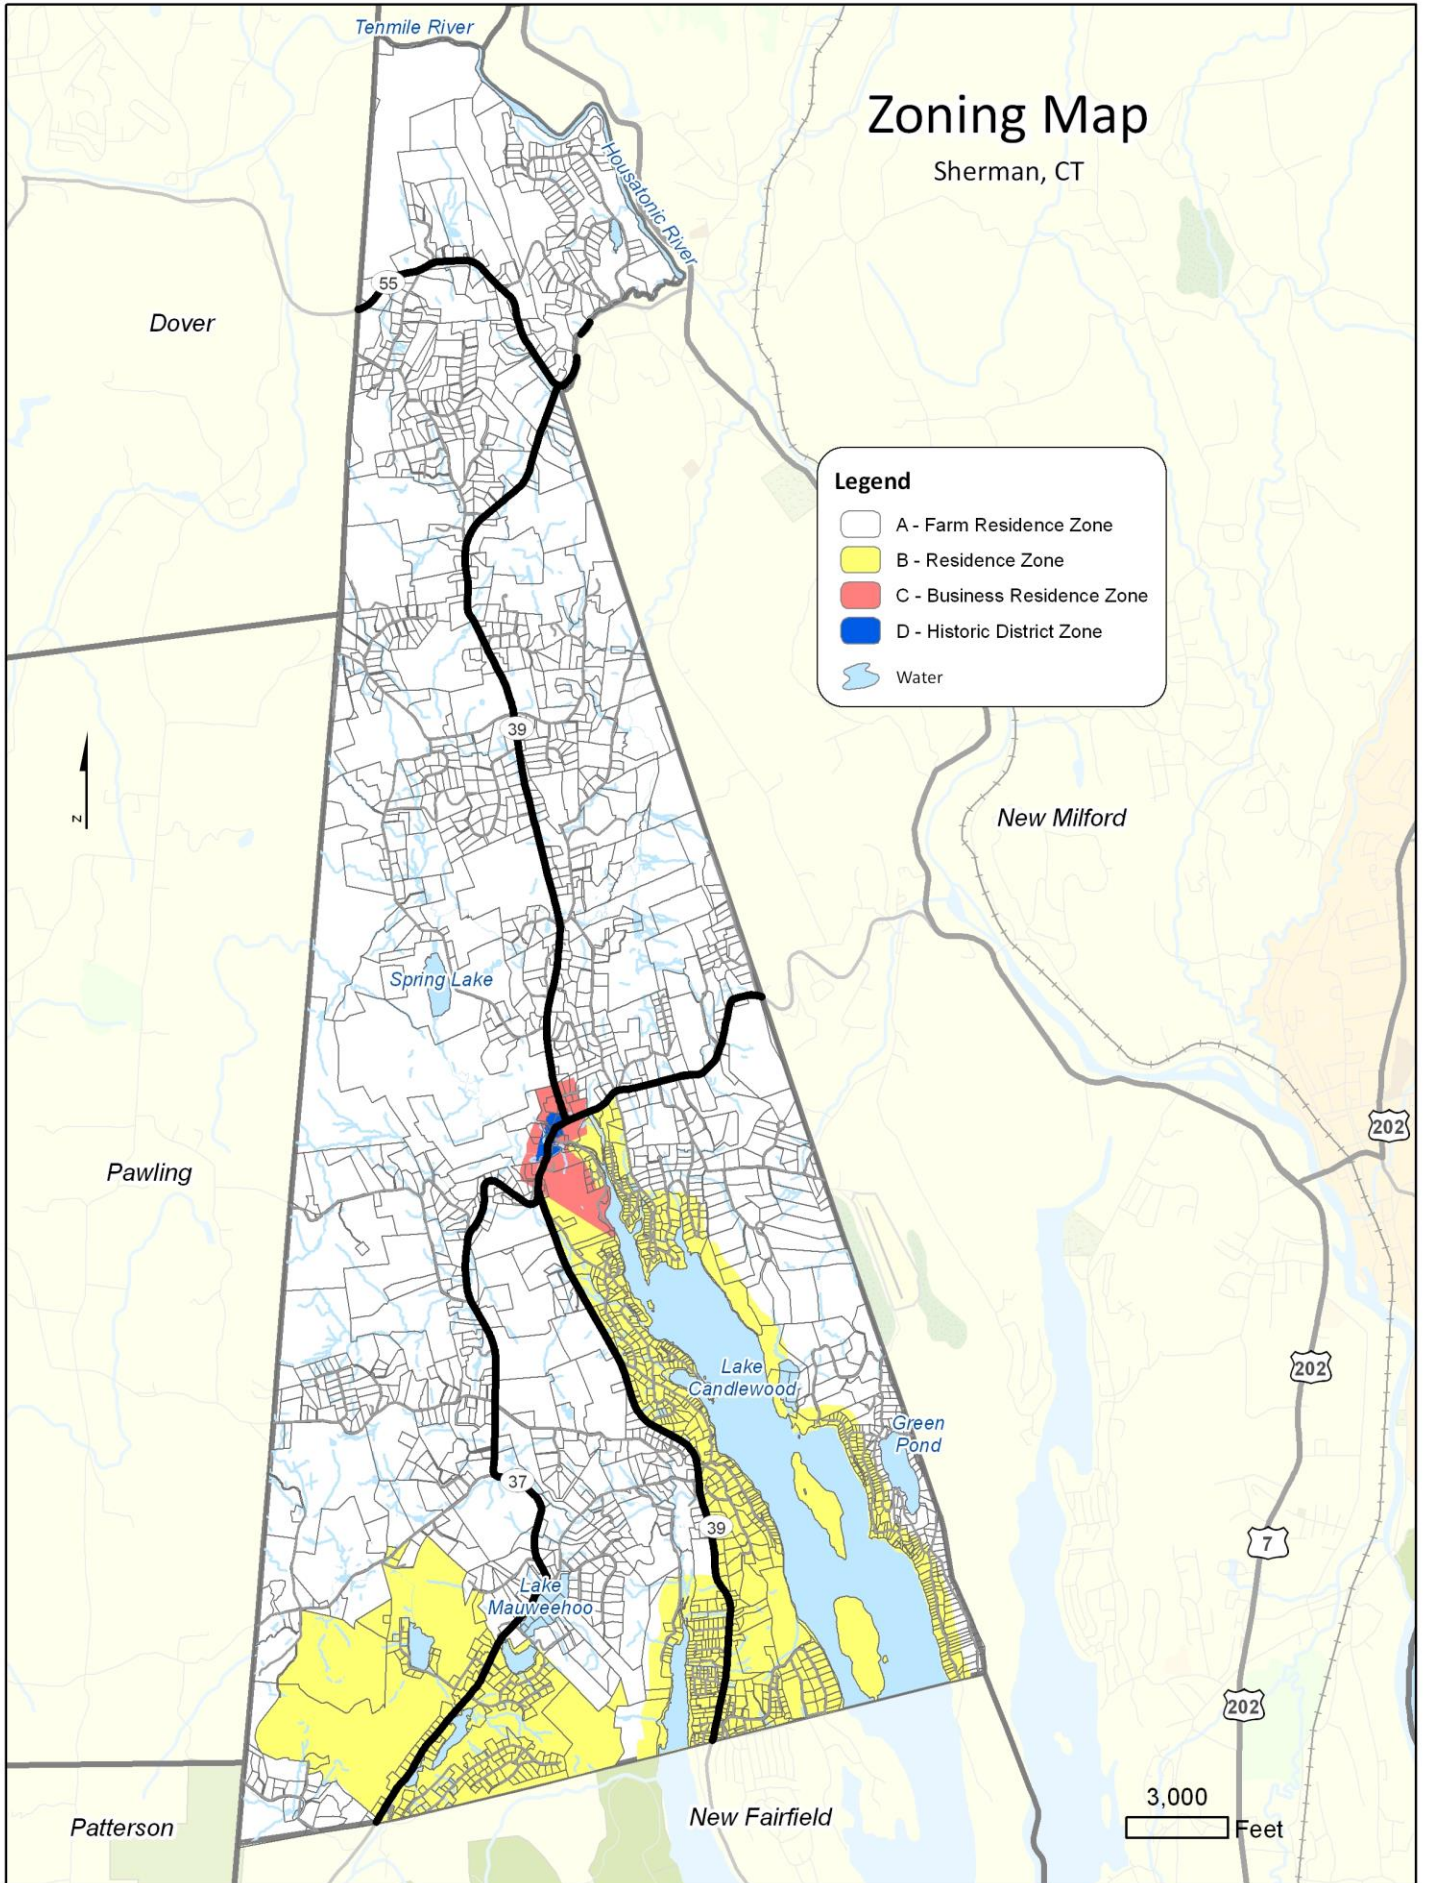 Tenmile River
Zoning Map
Sherman, CT
Housatonic River
55
Dover
Legend
A - Farm Residence Zone
B - Residence Zone
C - Business Residence Zone
D - Historic District Zone
Water
39
N
New Milford
Spring Lake
202
Pawling
Lake
Candlewood
202
Green
Pond
37
39
7
Lake
Mauweehoo
202
3,000
Feet
Patterson
New Fairfield